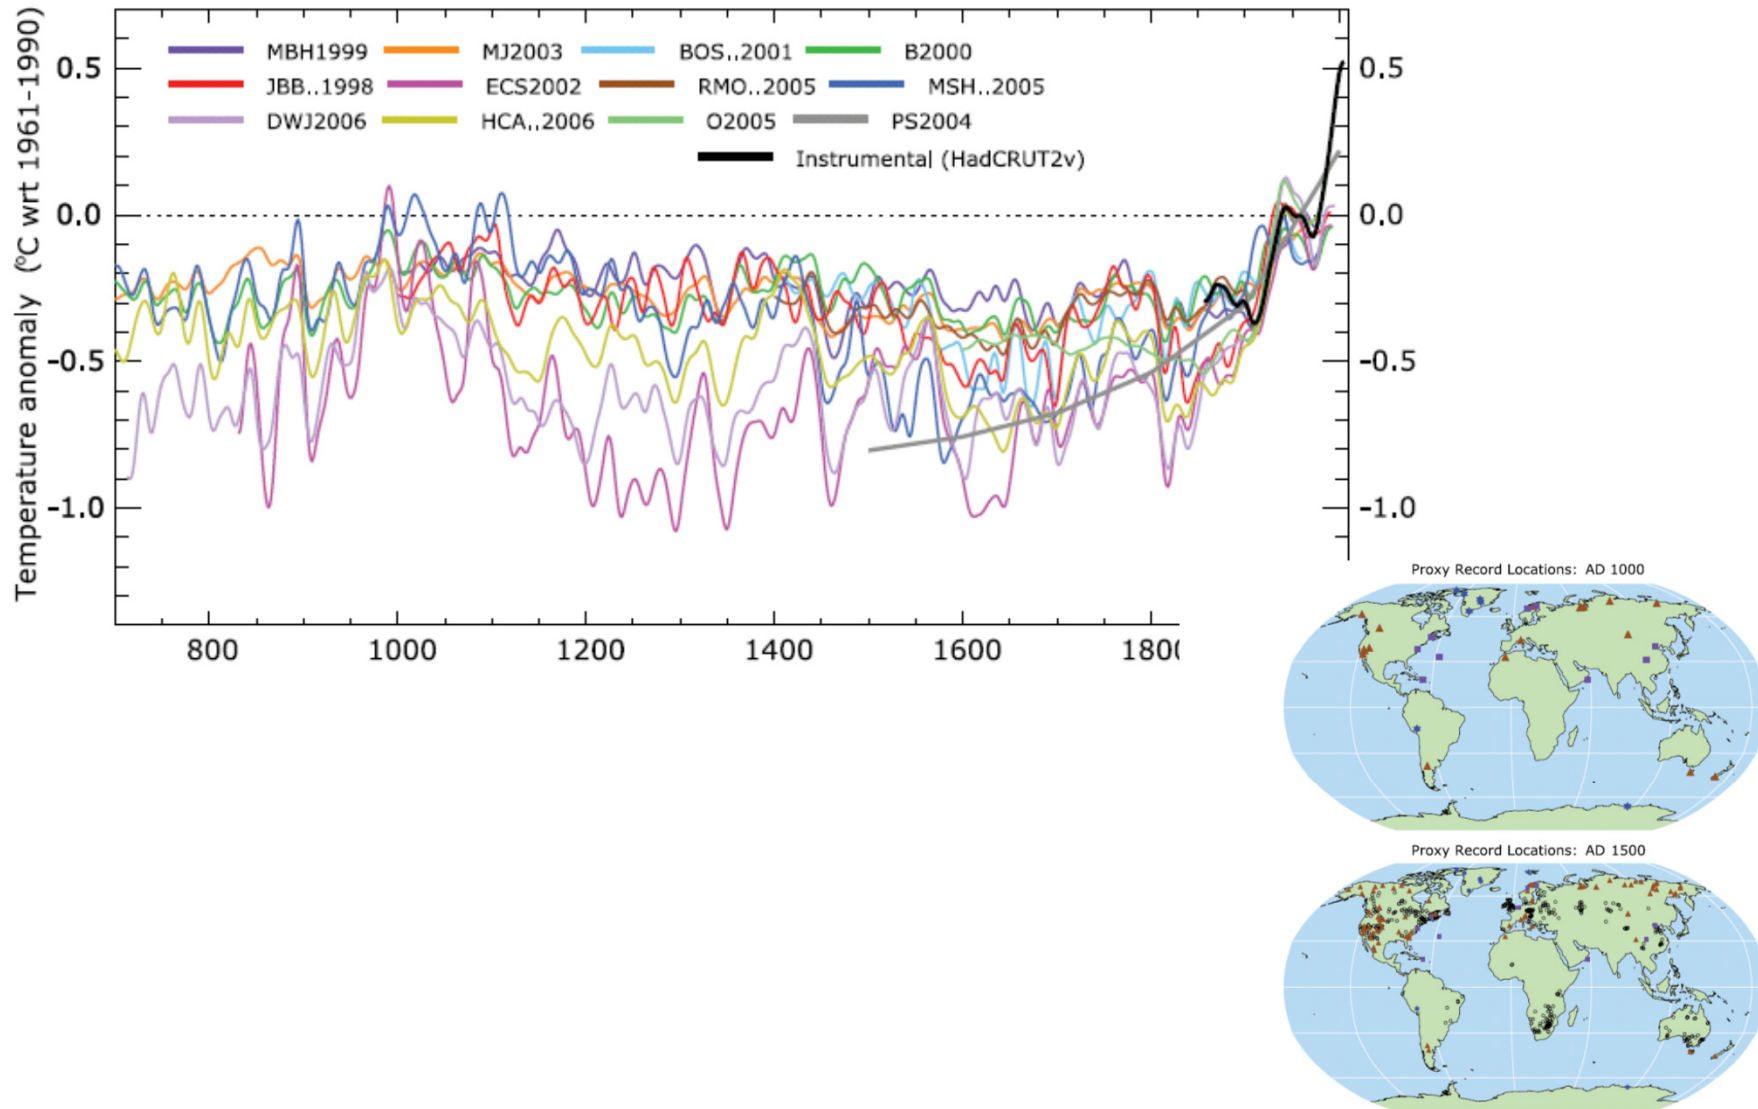 Temperature anomaly (°C wrt 1961-1990)
MBH1999 MJ2003 BOS..2001 B2000
JBB..1998 ECS2002 RMO..2005 MSH..2005
DWJ2006 HCA..2006 O2005 PS2004
Instrumental (HadCRUT2v)
0.5 0.5
0.0 0.0
-0.5 -0.5
-1.0 -1.0
800 1000 1200 1400 1600 180
Proxy Record Locations: AD 1000
Proxy Record Locations: AD 1500